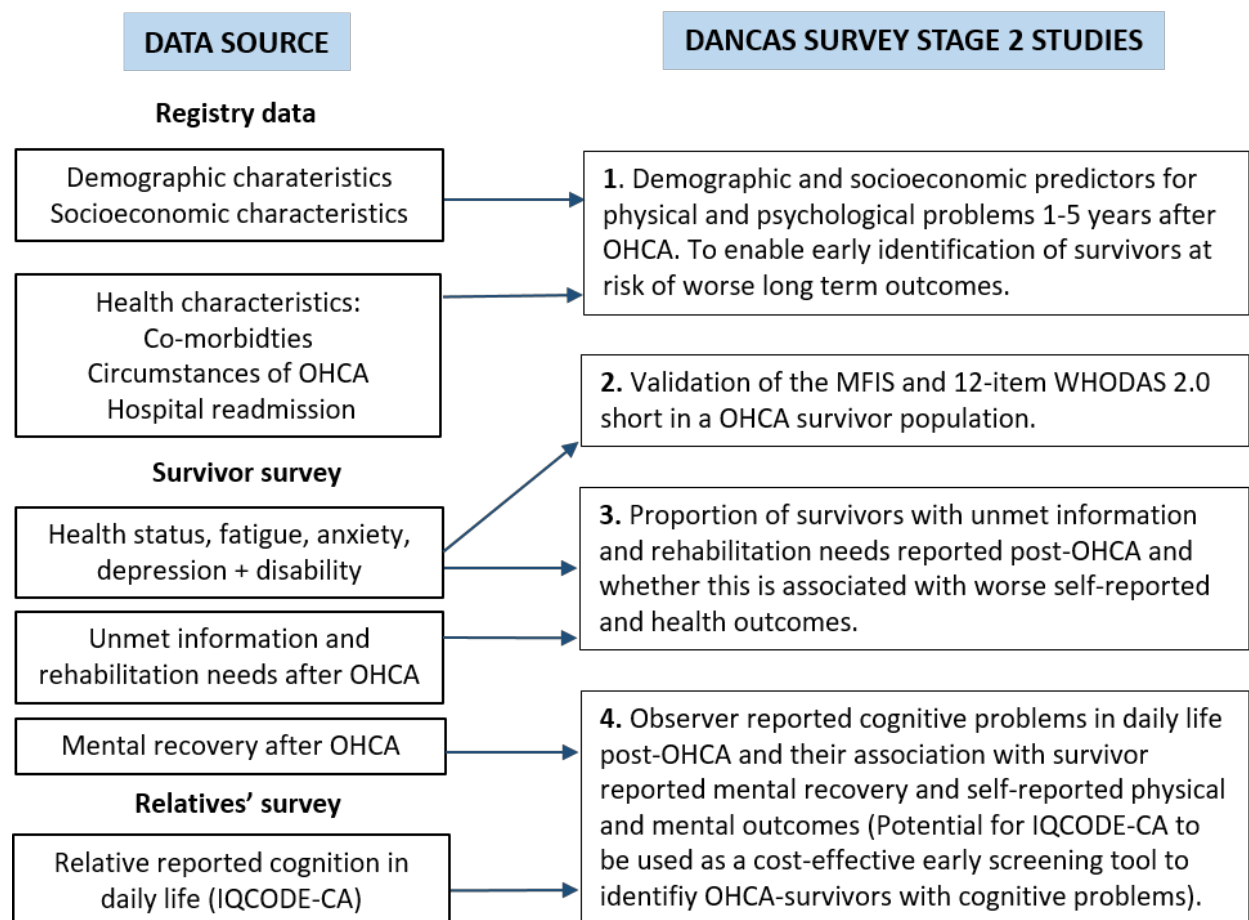 DATA SOURCE
Registry data
Demographic charateristics
Socioeconomic characteristics
Health characteristics:
Co-morbidties
Circumstances of OHCA
Hospital readmission
Survivor survey
Health status, fatigue, anxiety,
depression + disability
Unmet information and
rehabilitation needs after OHCA
Mental recovery after OHCA
Relatives’ survey
Relative reported cognition in
daily life (IQCODE-CA)
DANCAS SURVEY STAGE 2 STUDIES
1. Demographic and socioeconomic predictors for
physical and psychological problems 1-5 years after
OHCA. To enable early identification of survivors at
risk of worse long term outcomes.
2. Validation of the MFIS and 12-item WHODAS 2.0
short in a OHCA survivor population.
3. Proportion of survivors with unmet information
and rehabilitation needs reported post-OHCA and
whether this is associated with worse self-reported
and health outcomes.
4. Observer reported cognitive problems in daily life
post-OHCA and their association with survivor
reported mental recovery and self-reported physical
and mental outcomes (Potential for IQCODE-CA to
be used as a cost-effective early screening tool to
identifiy OHCA-survivors with cognitive problems).